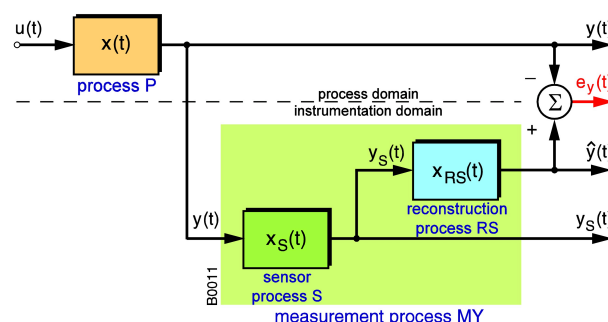 u(t)
x(t)
y(t)
process P
−
e_y(t)
process domain
Σ
instrumentation domain
+
y_S(t)
x_RS(t)
ŷ(t)
reconstruction
process RS
y(t)
x_S(t)
y_S(t)
sensor
process S
B0011
measurement process MY